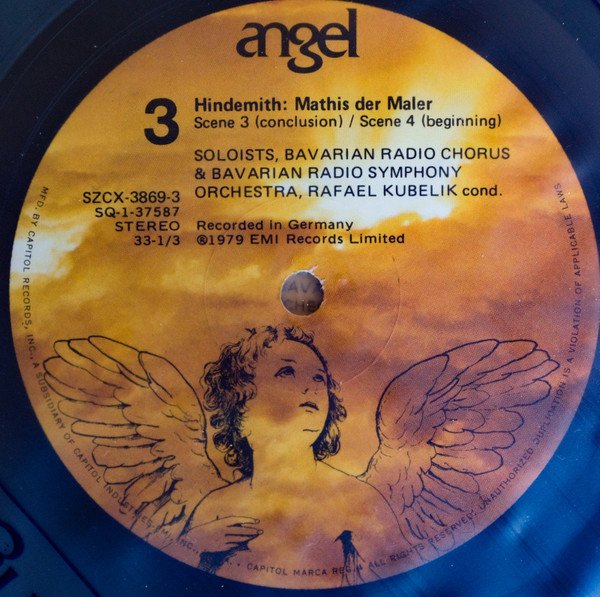 angel
3
Hindemith: Mathis der Maler
Scene 3 (conclusion) / Scene 4 (beginning)
SOLOISTS, BAVARIAN RADIO CHORUS
& BAVARIAN RADIO SYMPHONY
ORCHESTRA, RAFAEL KUBELIK cond.
SZCX-3869-3
SQ-1-37587
STEREO
33-1/3
Recorded in Germany
℗1979 EMI Records Limited
MFD. BY CAPITOL RECORDS, INC., A SUBSIDIARY OF CAPITOL INDUSTRIES, INC. • CAPITOL MARCA REG. • ALL RIGHTS RESERVED. UNAUTHORIZED DUPLICATION IS A VIOLATION OF APPLICABLE LAWS